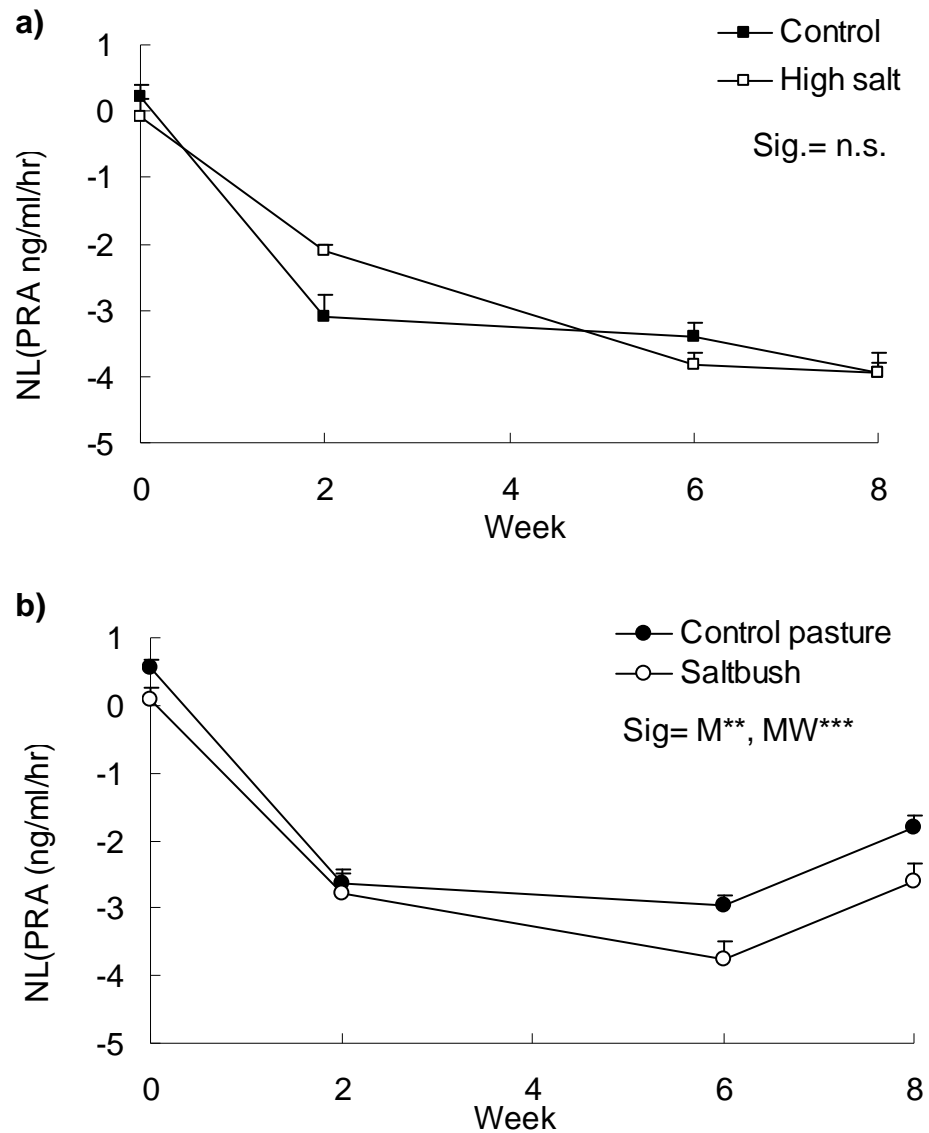 a)
Control
High salt
Sig.= n.s.
NL(PRA ng/ml/hr)
1
0
-1
-2
-3
-4
-5
0 2 4 6 8
Week
b)
Control pasture
Saltbush
Sig= M**, MW***
NL(PRA (ng/ml/hr)
1
0
-1
-2
-3
-4
-5
0 2 4 6 8
Week